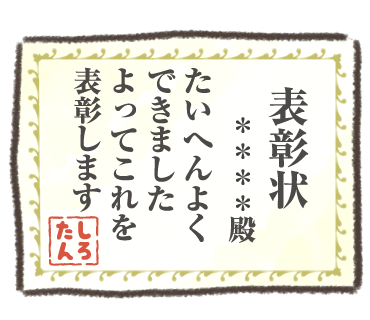 表彰状
＊＊＊＊殿
たいへんよく
できました
よってこれを
表彰します
しろ
たん